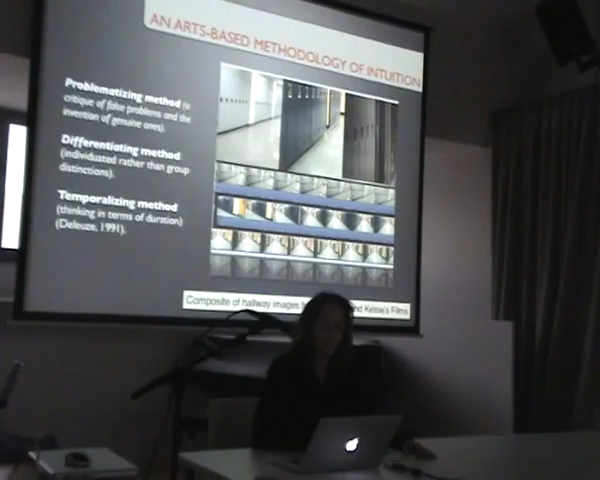 AN ARTS-BASED METHODOLOGY OF INTUITION
Problematizing method (a
critique of false problems and the
invention of genuine ones).
Differentiating method
(individuated rather than group
distinctions).
Temporalizing method
(thinking in terms of duration)
(Deleuze, 1991).
Composite of hallway images nd Kelsie's Films